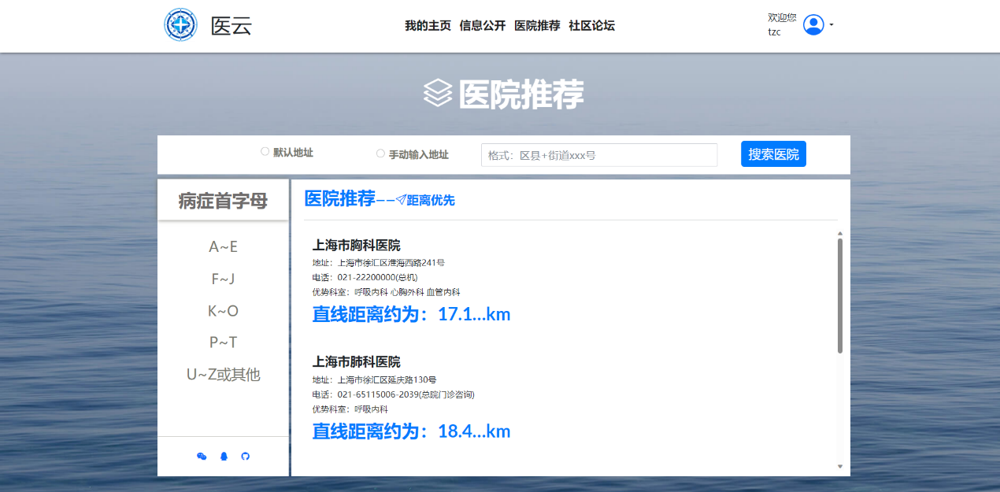 医云
我的主页 信息公开 医院推荐 社区论坛
欢迎您
tzc
医院推荐
默认地址
手动输入地址
格式：区县+街道xxx号
搜索医院
病症首字母
A~E
F~J
K~O
P~T
U~Z或其他
医院推荐——距离优先
上海市胸科医院
地址：上海市徐汇区淮海西路241号
电话：021-22200000(总机)
优势科室：呼吸内科 心胸外科 血管内科
直线距离约为：17.1...km
上海市肺科医院
地址：上海市徐汇区延庆路130号
电话：021-65115006-2039(总院门诊咨询)
优势科室：呼吸内科
直线距离约为：18.4...km